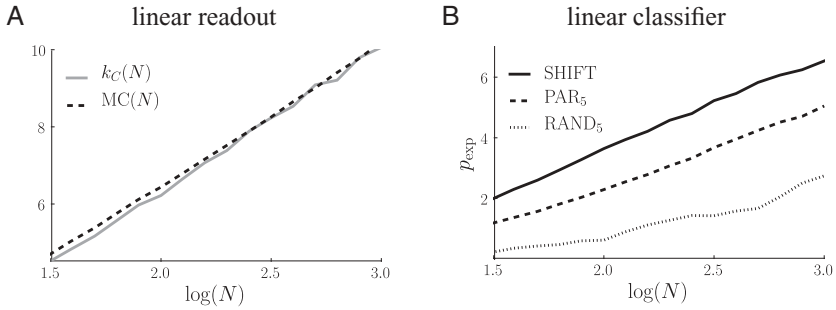 A linear readout
10
8
6
k_C(N)
MC(N)
1.5 2.0 2.5 3.0
log(N)
B linear classifier
6
4
2
p_exp
SHIFT
PAR_5
RAND_5
1.5 2.0 2.5 3.0
log(N)